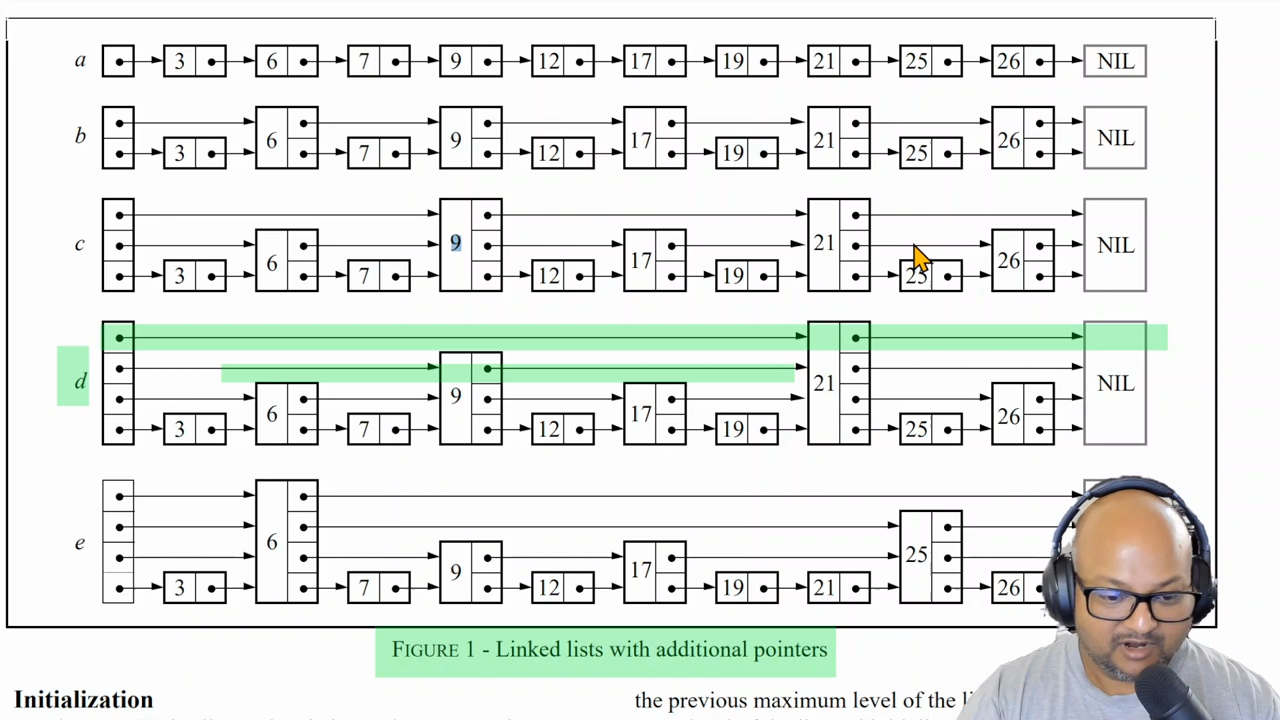 a 3 6 7 9 12 17 19 21 25 26 NIL
b 3 6 7 9 12 17 19 21 25 26 NIL
c 3 6 7 9 12 17 19 21 25 26 NIL
d 3 6 7 9 12 17 19 21 25 26 NIL
e 3 6 7 9 12 17 19 21 25 26
FIGURE 1 - Linked lists with additional pointers
Initialization
the previous maximum level of the